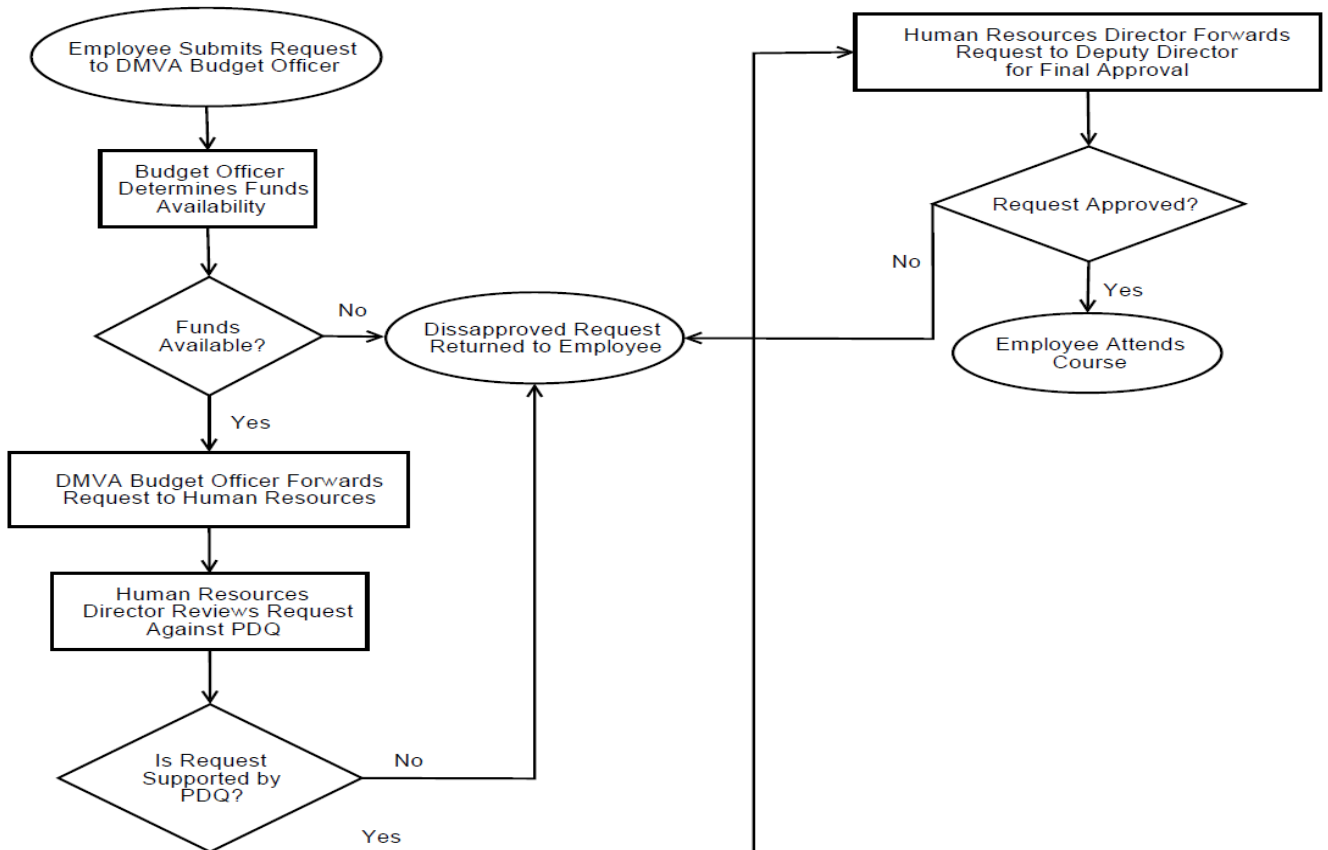 Employee Submits Request
to DMVA Budget Officer
Budget Officer
Determines Funds
Availability
Funds
Available?
No
Yes
Dissapproved Request
Returned to Employee
DMVA Budget Officer Forwards
Request to Human Resources
Human Resources
Director Reviews Request
Against PDQ
Is Request
Supported by
PDQ?
No
Yes
Human Resources Director Forwards
Request to Deputy Director
for Final Approval
Request Approved?
No
Yes
Employee Attends
Course